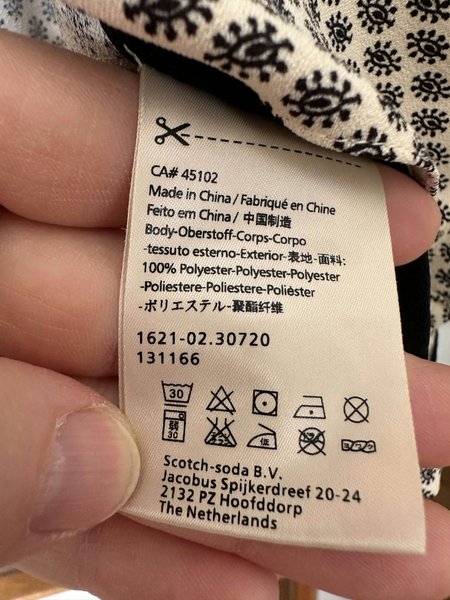 CA# 45102
Made in China / Fabriqué en Chine
Feito em China / 中国制造
Body-Oberstoff-Corps-Corpo
-tessuto esterno-Exterior-表地-面料:
100% Polyester-Polyester-Polyester
-Poliestere-Poliestere-Polièster
-ポリエステル-聚酯纤维
1621-02.30720
131166
30
弱 30 低
Scotch-soda B.V.
Jacobus Spijkerdreef 20-24
2132 PZ Hoofddorp
The Netherlands